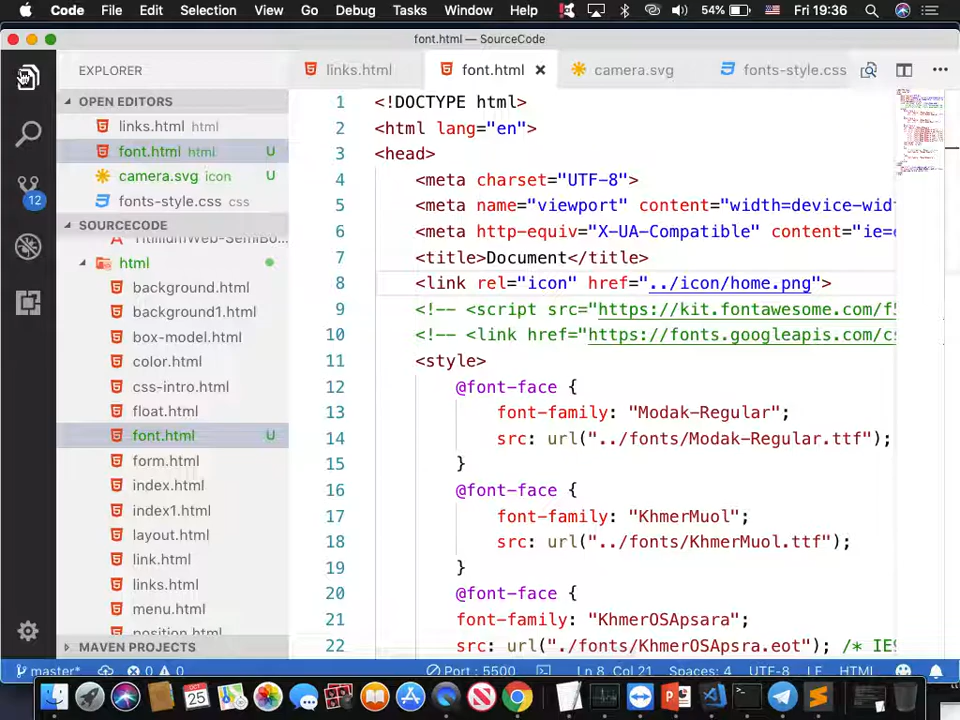 Code File Edit Selection View Go Debug Tasks Window Help 54% Fri 19:36
font.html — SourceCode
EXPLORER
links.html font.html camera.svg fonts-style.css
OPEN EDITORS
links.html html
font.html html U
camera.svg icon U
fonts-style.css css
SOURCECODE
html
background.html
background1.html
box-model.html
color.html
css-intro.html
float.html
font.html U
form.html
index.html
index1.html
layout.html
link.html
links.html
menu.html
position.html
MAVEN PROJECTS
12
1 <!DOCTYPE html>
2 <html lang="en">
3 <head>
4 <meta charset="UTF-8">
5 <meta name="viewport" content="width=device-wid
6 <meta http-equiv="X-UA-Compatible" content="ie=e
7 <title>Document</title>
8 <link rel="icon" href="../icon/home.png">
9 <!-- <script src="https://kit.fontawesome.com/f5
10 <!-- <link href="https://fonts.googleapis.com/cs
11 <style>
12 @font-face {
13 font-family: "Modak-Regular";
14 src: url("../fonts/Modak-Regular.ttf");
15 }
16 @font-face {
17 font-family: "KhmerMuol";
18 src: url("../fonts/KhmerMuol.ttf");
19 }
20 @font-face {
21 font-family: "KhmerOSApsara";
22 src: url("./fonts/KhmerOSApsra.eot"); /* IE9
master* 0 0 Port : 5500 Ln 8, Col 21 Spaces: 4 UTF-8 LF HTML
OCT
25